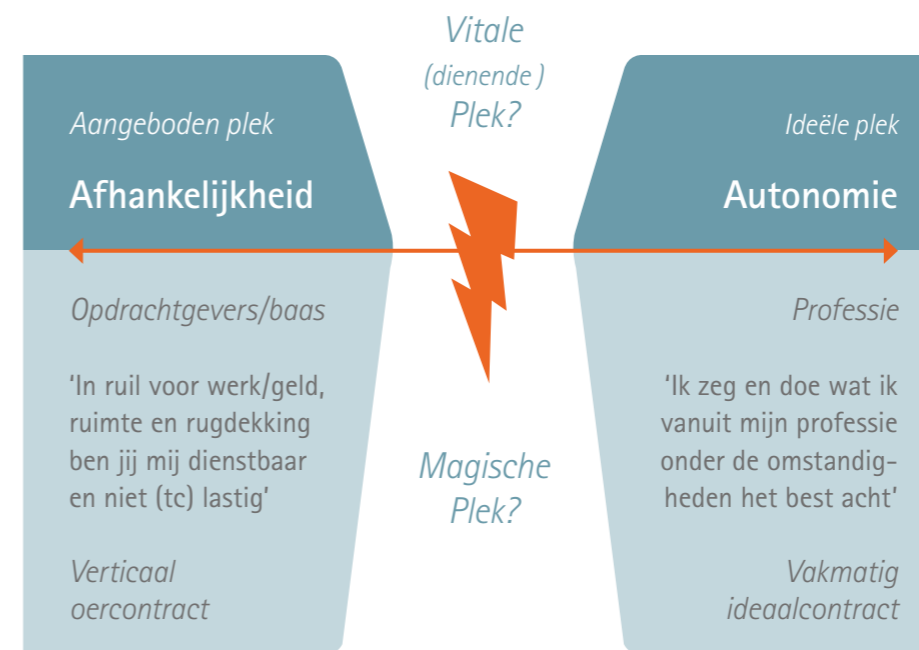 Vitale
(dienende )
Plek?
Aangeboden plek
Afhankelijkheid
Opdrachtgevers/baas
'In ruil voor werk/geld,
ruimte en rugdekking
ben jij mij dienstbaar
en niet (tc) lastig'
Verticaal
oercontract
Magische
Plek?
Ideële plek
Autonomie
Professie
'Ik zeg en doe wat ik
vanuit mijn professie
onder de omstandig-
heden het best acht'
Vakmatig
ideaalcontract